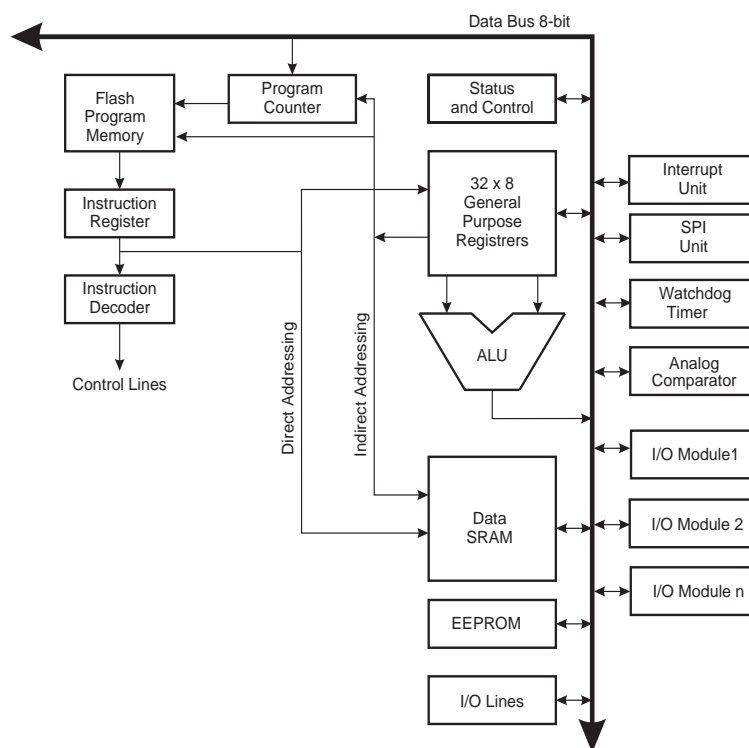 Data Bus 8-bit
Flash
Program
Memory
Program
Counter
Status
and Control
Instruction
Register
32 x 8
General
Purpose
Registrers
Interrupt
Unit
SPI
Unit
Instruction
Decoder
Watchdog
Timer
Control Lines
Direct Addressing
Indirect Addressing
ALU
Analog
Comparator
I/O Module1
Data
SRAM
I/O Module 2
I/O Module n
EEPROM
I/O Lines